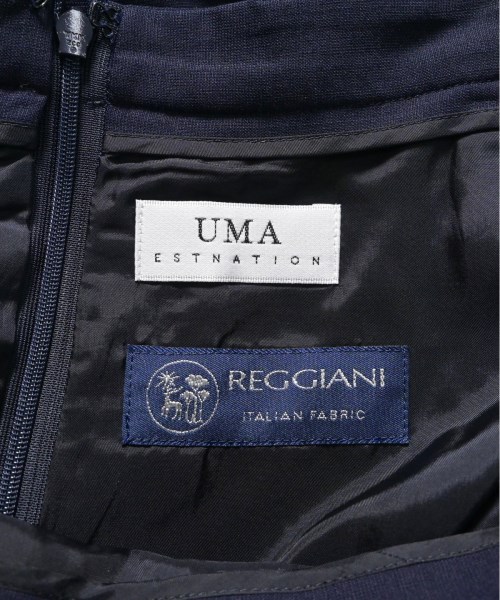 UMA
ESTNATION
REGGIANI
ITALIAN FABRIC